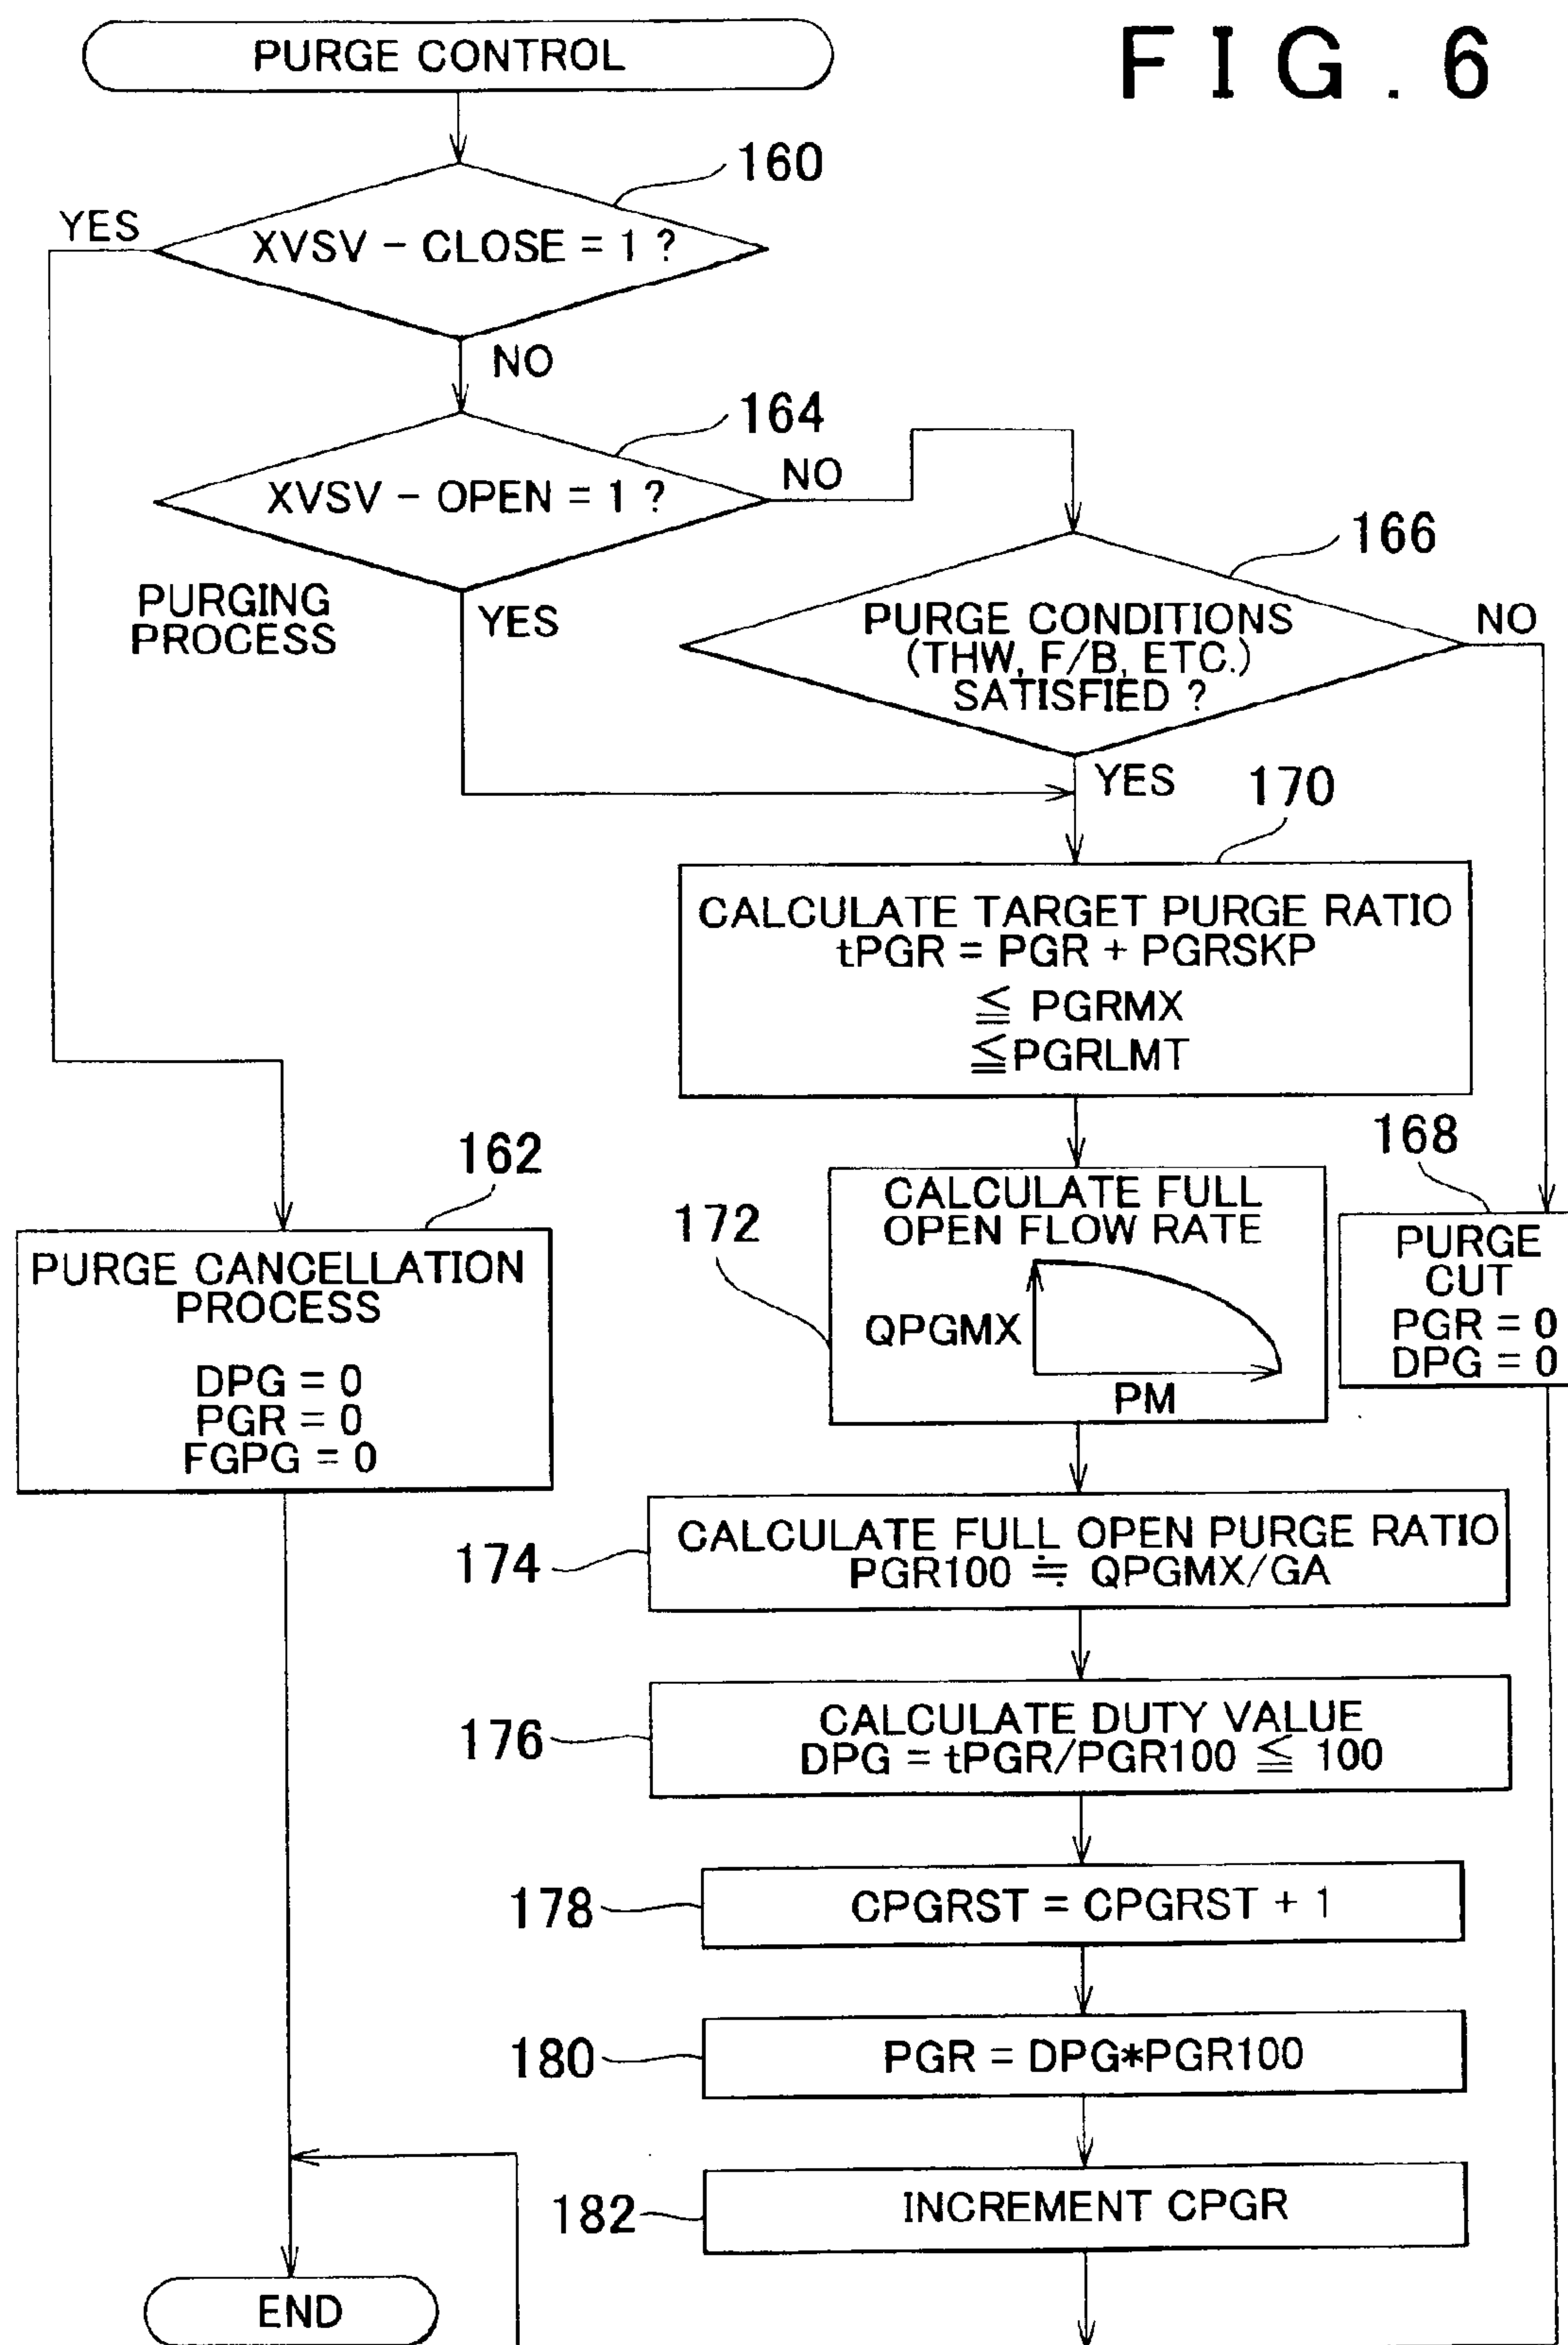 PURGE CONTROL
FIG. 6
160
YES
XVSV - CLOSE = 1 ?
NO
164
XVSV - OPEN = 1 ?
NO
166
PURGING
PROCESS
YES
PURGE CONDITIONS
(THW, F/B, ETC.)
SATISFIED ?
NO
YES
170
CALCULATE TARGET PURGE RATIO
tPGR = PGR + PGRSKP
≦ PGRMX
≦PGRLMT
162
PURGE CANCELLATION
PROCESS
DPG = 0
PGR = 0
FGPG = 0
172
CALCULATE FULL
OPEN FLOW RATE
QPGMX
PM
168
PURGE
CUT
PGR = 0
DPG = 0
174
CALCULATE FULL OPEN PURGE RATIO
PGR100 ≒ QPGMX/GA
176
CALCULATE DUTY VALUE
DPG = tPGR/PGR100 ≦ 100
178
CPGRST = CPGRST + 1
180
PGR = DPG*PGR100
182
INCREMENT CPGR
END